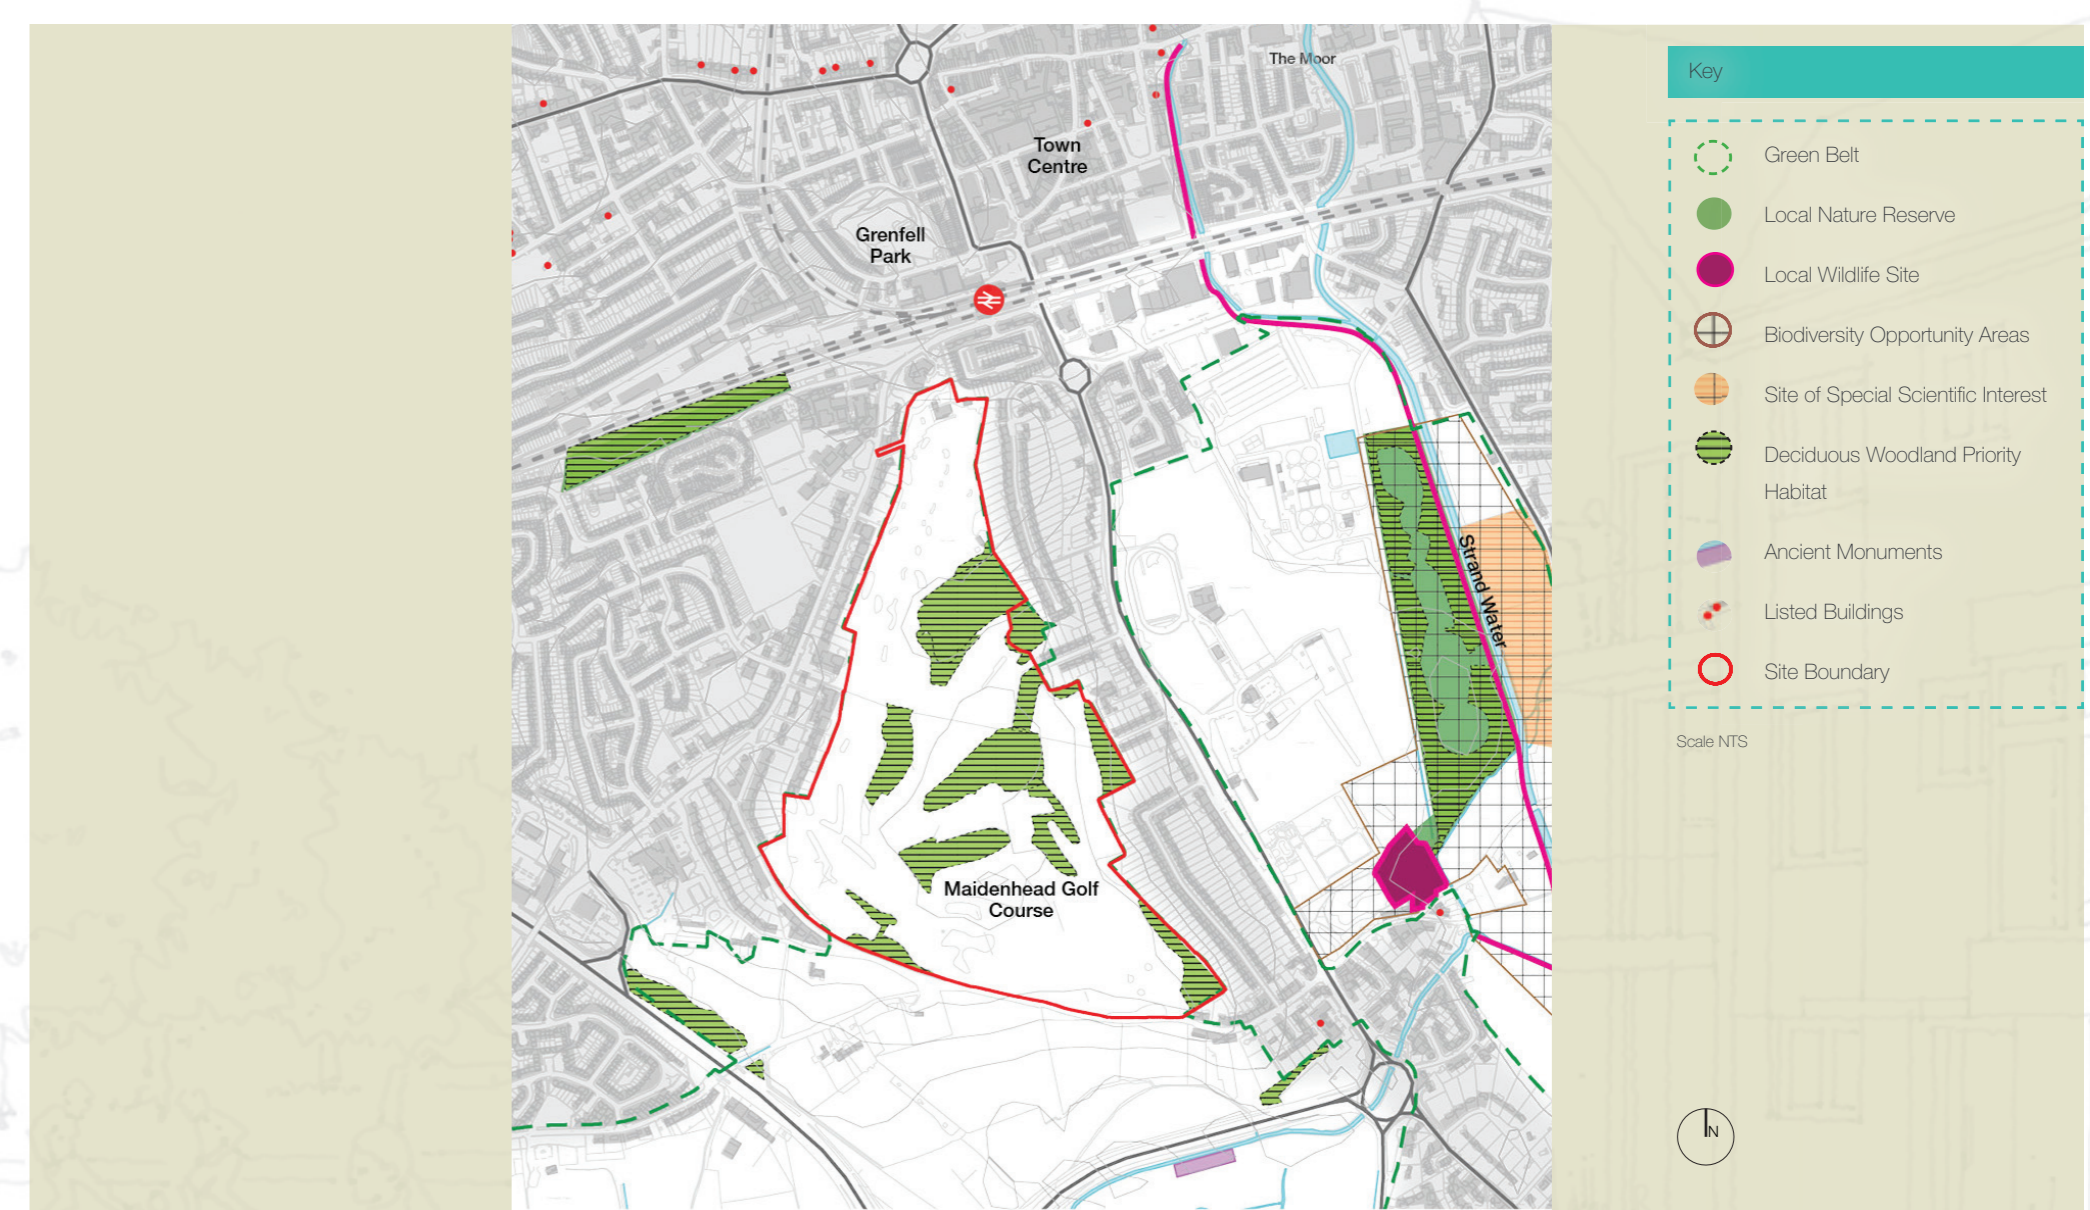 The Moor
Town
Centre
Grenfell
Park
Strand Water
Maidenhead Golf
Course
Key
Green Belt
Local Nature Reserve
Local Wildlife Site
Biodiversity Opportunity Areas
Site of Special Scientific Interest
Deciduous Woodland Priority
Habitat
Ancient Monuments
Listed Buildings
Site Boundary
Scale NTS
N